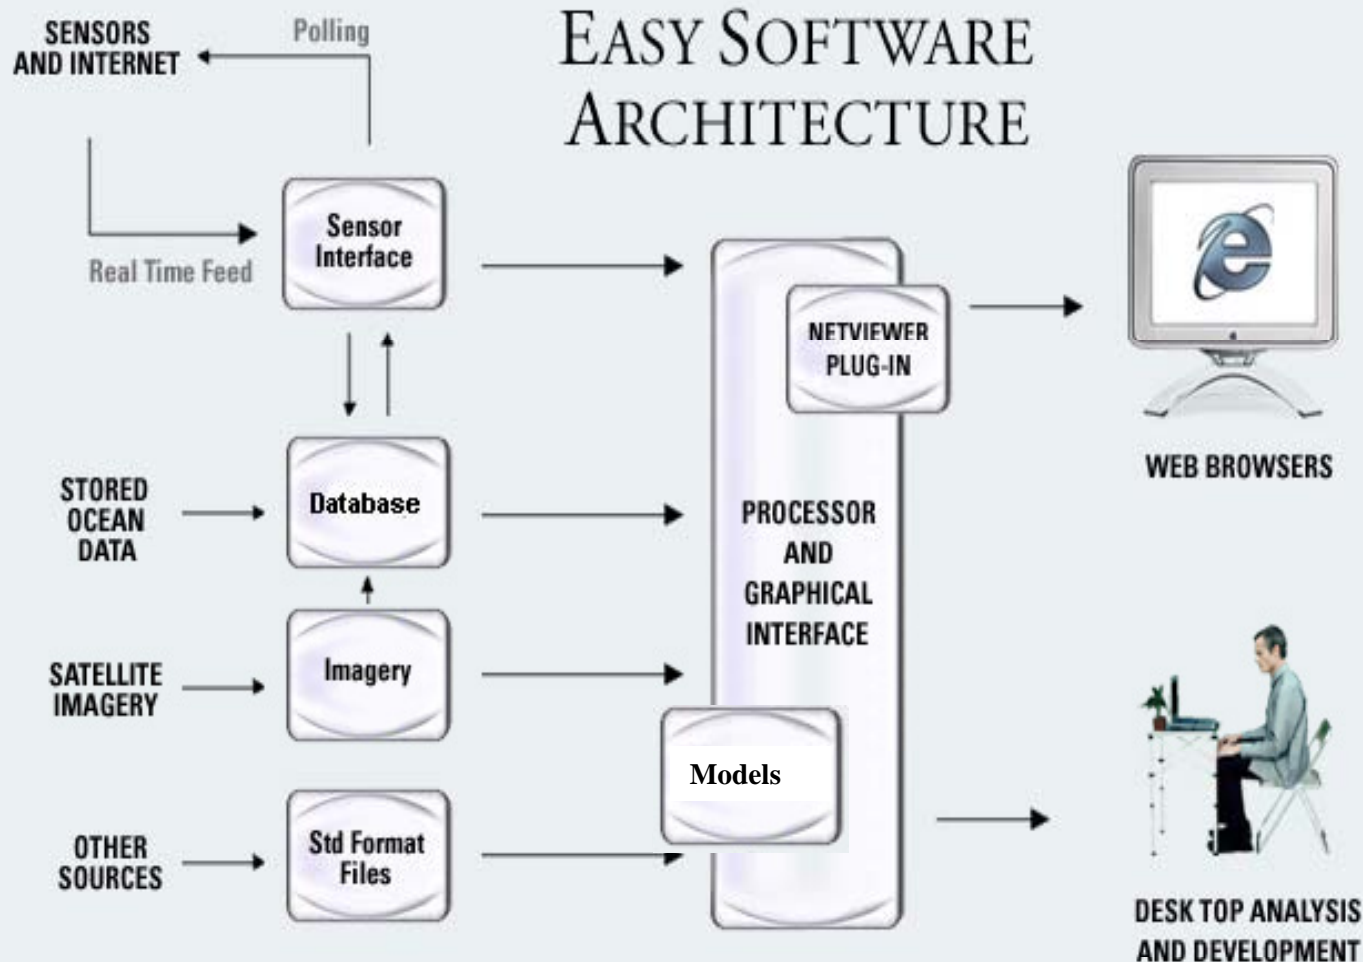 EASY SOFTWARE
ARCHITECTURE
SENSORS
AND INTERNET
Polling
Real Time Feed
Sensor
Interface
NETVIEWER
PLUG-IN
WEB BROWSERS
STORED
OCEAN
DATA
Database
PROCESSOR
AND
GRAPHICAL
INTERFACE
SATELLITE
IMAGERY
Imagery
Models
OTHER
SOURCES
Std Format
Files
DESK TOP ANALYSIS
AND DEVELOPMENT